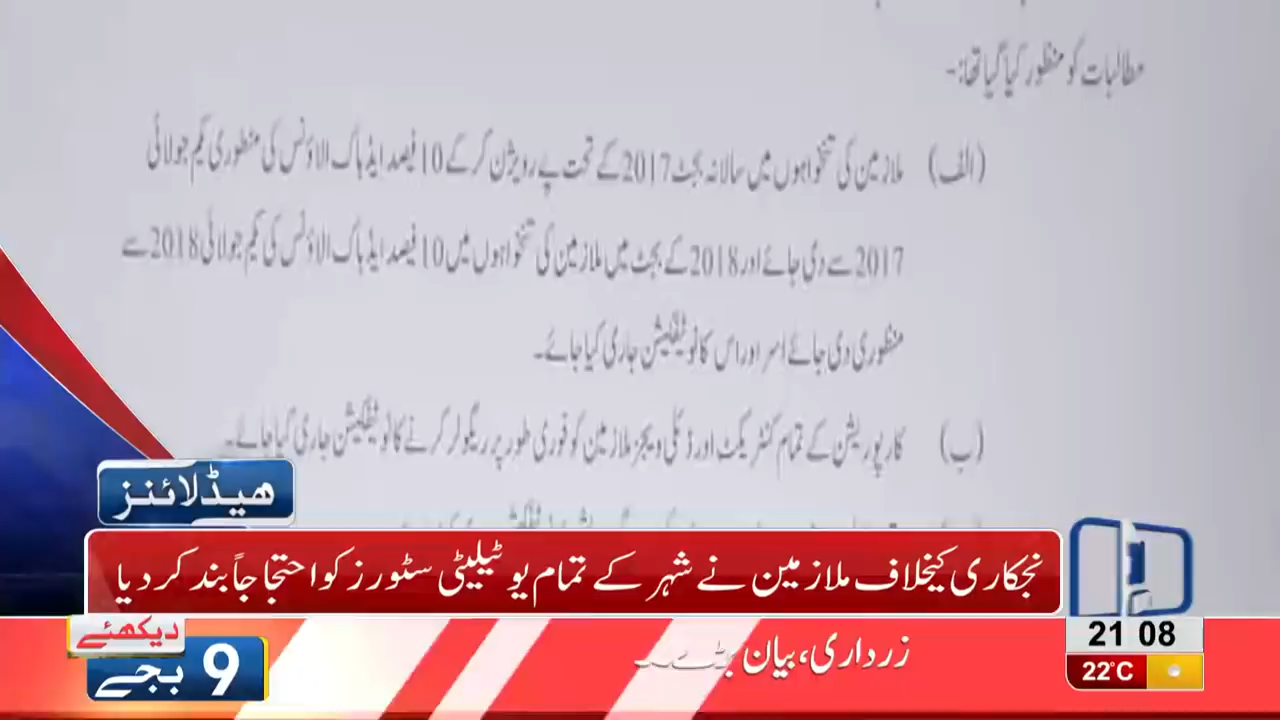 مطالبات کو منظور کیا گیا تھا:-
(الف) ملازمین کی تنخواہوں میں سالانہ بجٹ 2017 کے تحت پے رویژن کر کے 10 فیصد ایڈہاک الاؤنس کی منظوری یکم جولائی
2017 سے دی جائے اور 2018 کے بجٹ میں ملازمین کی تنخواہوں میں 10 فیصد ایڈہاک الاؤنس کی یکم جولائی 2018 سے
منظوری دی جائے اسر اور اس کا نوٹیفکیشن جاری کیا جائے۔
(ب) کارپوریشن کے تمام کنٹریکٹ اور ڈیلی ویجز ملازمین کو فوری طور پر ریگولر کرنے کا نوٹیفکیشن جاری کیا جائے۔
ھیڈلائنز
نجکاری کیخلاف ملازمین نے شہر کے تمام یوٹیلیٹی سٹورز کو احتجاجاً بند کر دیا
21 08
دیکھئے
زرداری، بیان
9 بجے
22°C